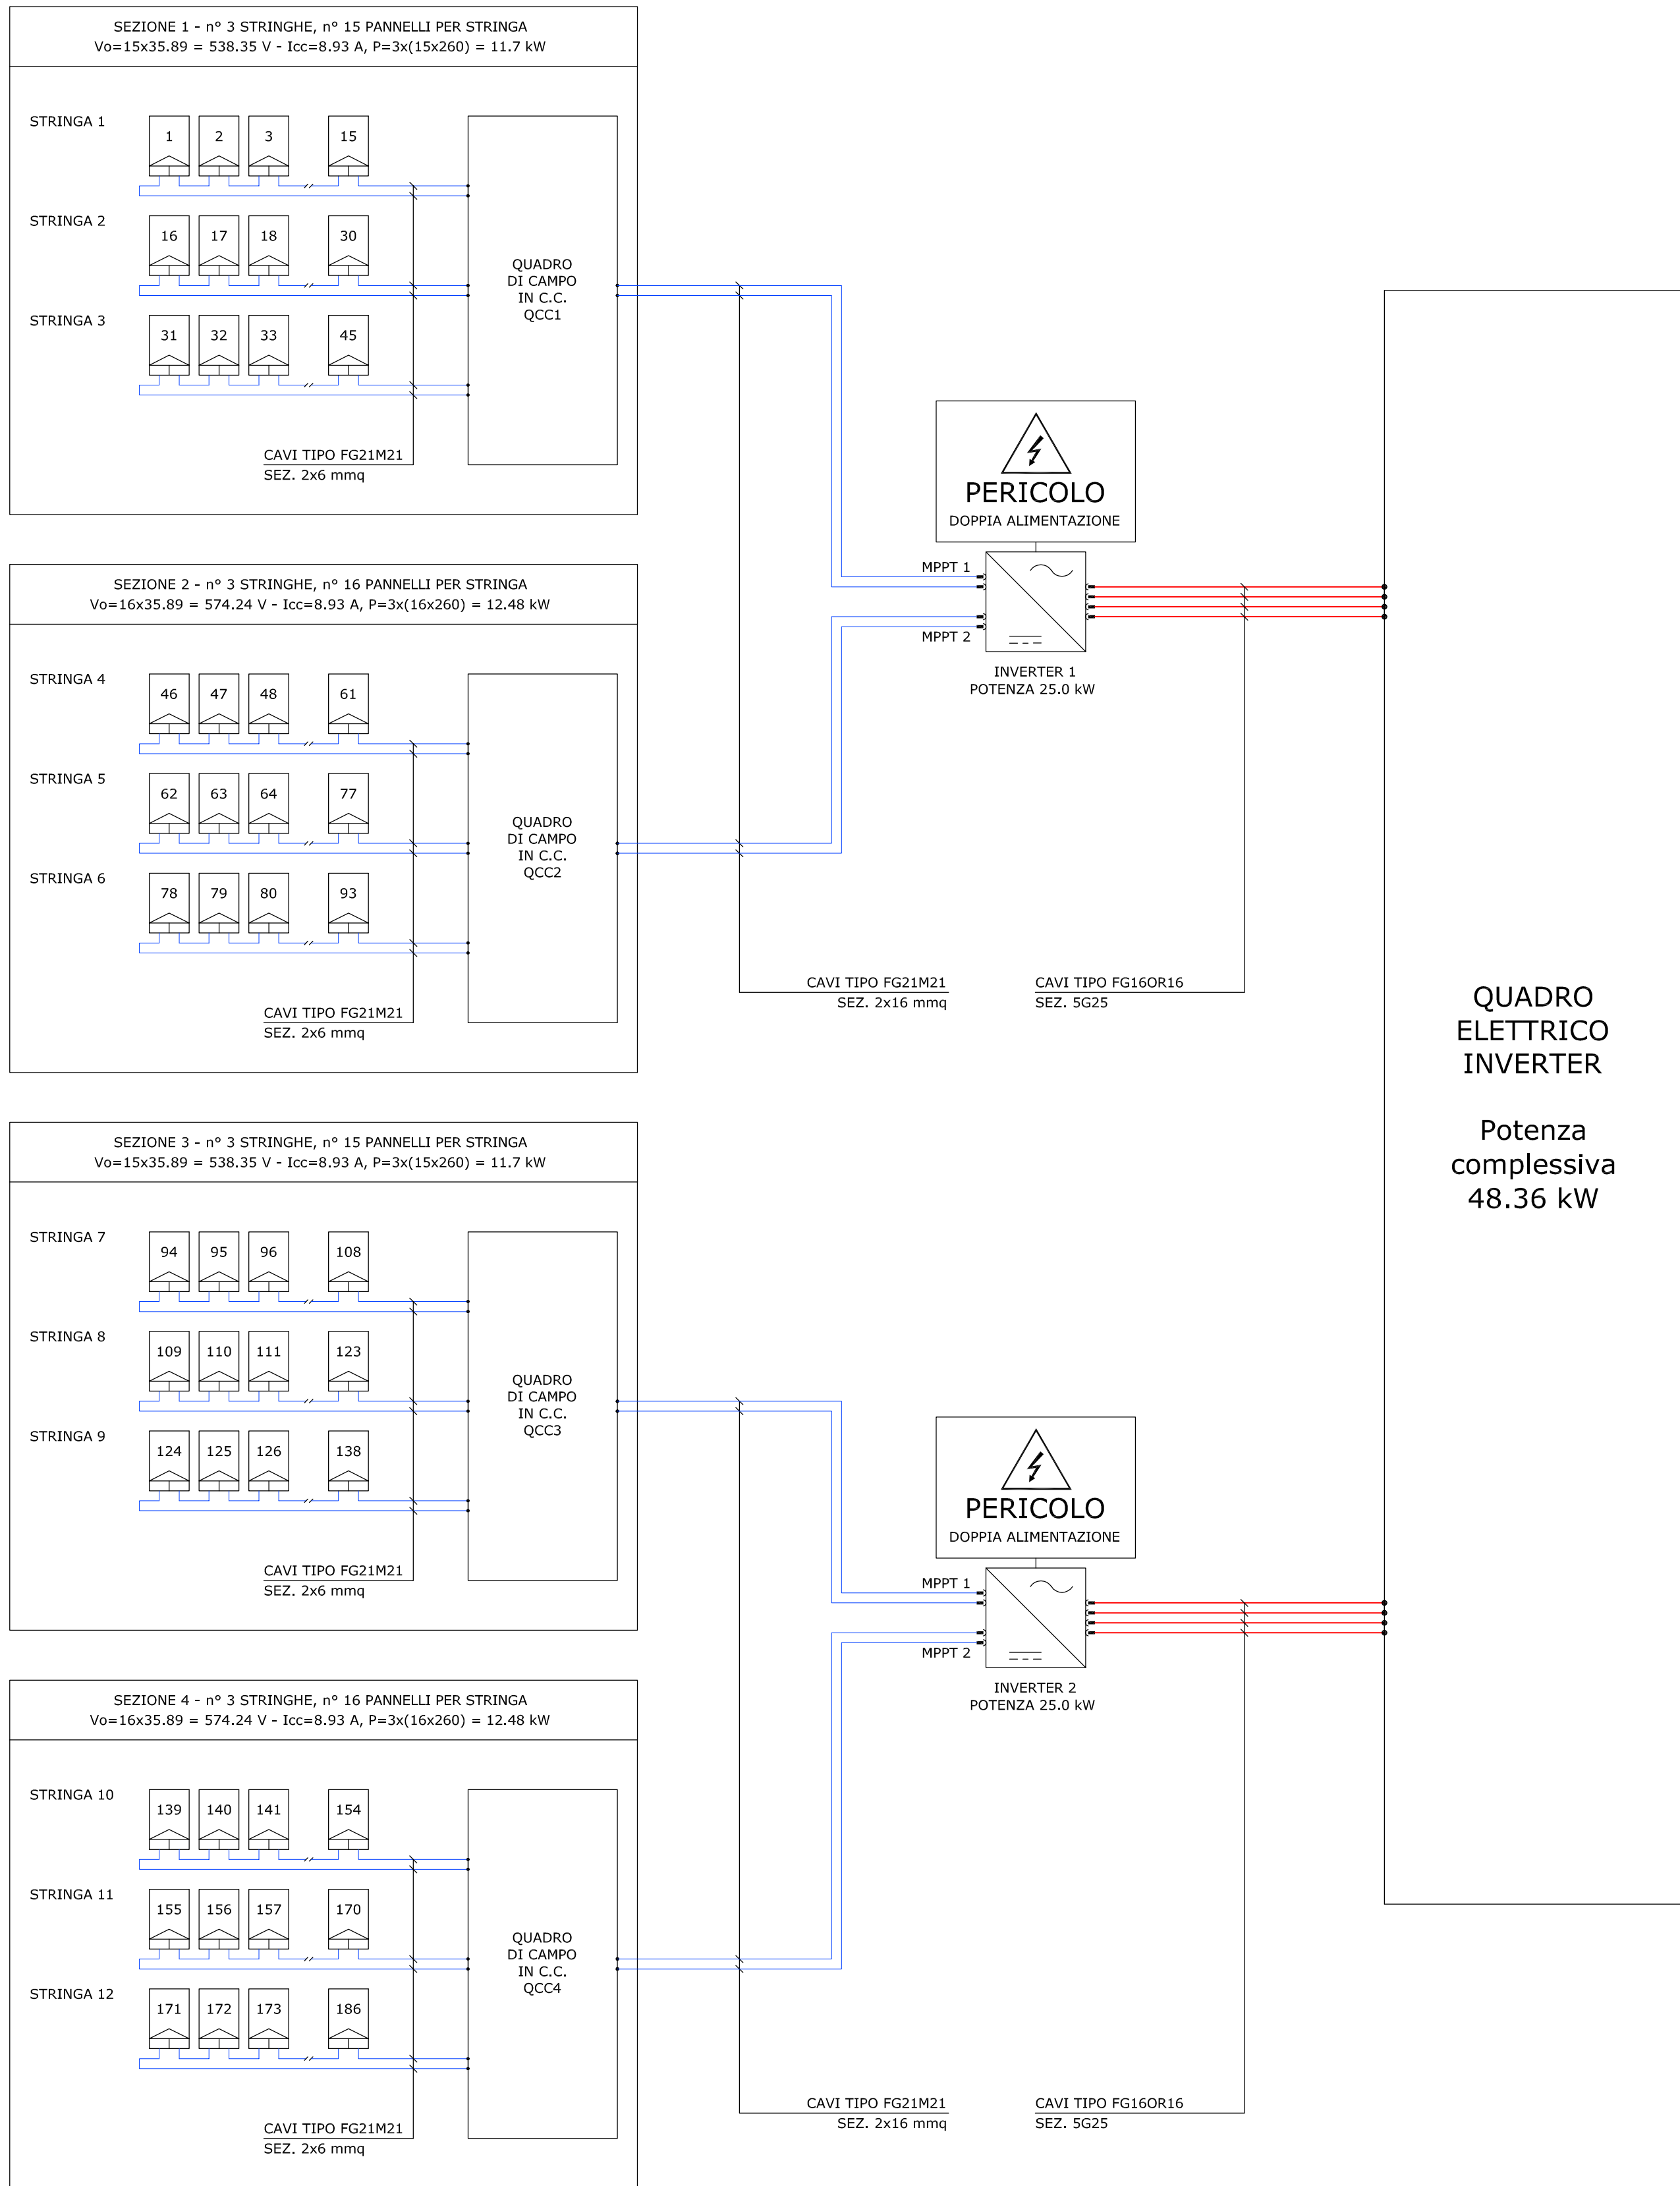 SEZIONE 1 - n° 3 STRINGHE, n° 15 PANNELLI PER STRINGA
Vo=15x35.89 = 538.35 V - Icc=8.93 A, P=3x(15x260) = 11.7 kW
STRINGA 1
1 2 3 15
STRINGA 2
16 17 18 30
STRINGA 3
31 32 33 45
QUADRO
DI CAMPO
IN C.C.
QCC1
CAVI TIPO FG21M21
SEZ. 2x6 mmq
SEZIONE 2 - n° 3 STRINGHE, n° 16 PANNELLI PER STRINGA
Vo=16x35.89 = 574.24 V - Icc=8.93 A, P=3x(16x260) = 12.48 kW
STRINGA 4
46 47 48 61
STRINGA 5
62 63 64 77
STRINGA 6
78 79 80 93
QUADRO
DI CAMPO
IN C.C.
QCC2
CAVI TIPO FG21M21
SEZ. 2x6 mmq
PERICOLO
DOPPIA ALIMENTAZIONE
MPPT 1
MPPT 2
INVERTER 1
POTENZA 25.0 kW
CAVI TIPO FG21M21
SEZ. 2x16 mmq
CAVI TIPO FG16OR16
SEZ. 5G25
QUADRO
ELETTRICO
INVERTER
Potenza
complessiva
48.36 kW
SEZIONE 3 - n° 3 STRINGHE, n° 15 PANNELLI PER STRINGA
Vo=15x35.89 = 538.35 V - Icc=8.93 A, P=3x(15x260) = 11.7 kW
STRINGA 7
94 95 96 108
STRINGA 8
109 110 111 123
STRINGA 9
124 125 126 138
QUADRO
DI CAMPO
IN C.C.
QCC3
CAVI TIPO FG21M21
SEZ. 2x6 mmq
PERICOLO
DOPPIA ALIMENTAZIONE
MPPT 1
MPPT 2
INVERTER 2
POTENZA 25.0 kW
SEZIONE 4 - n° 3 STRINGHE, n° 16 PANNELLI PER STRINGA
Vo=16x35.89 = 574.24 V - Icc=8.93 A, P=3x(16x260) = 12.48 kW
STRINGA 10
139 140 141 154
STRINGA 11
155 156 157 170
STRINGA 12
171 172 173 186
QUADRO
DI CAMPO
IN C.C.
QCC4
CAVI TIPO FG21M21
SEZ. 2x6 mmq
CAVI TIPO FG21M21
SEZ. 2x16 mmq
CAVI TIPO FG16OR16
SEZ. 5G25